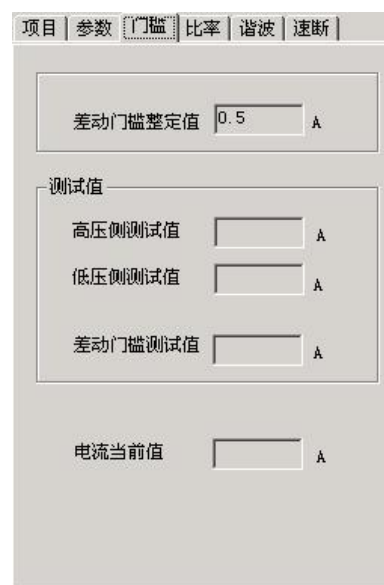 项目 参数 门槛 比率 谐波 速断
差动门槛整定值 0.5 A
测试值
高压侧测试值 A
低压侧测试值 A
差动门槛测试值 A
电流当前值 A